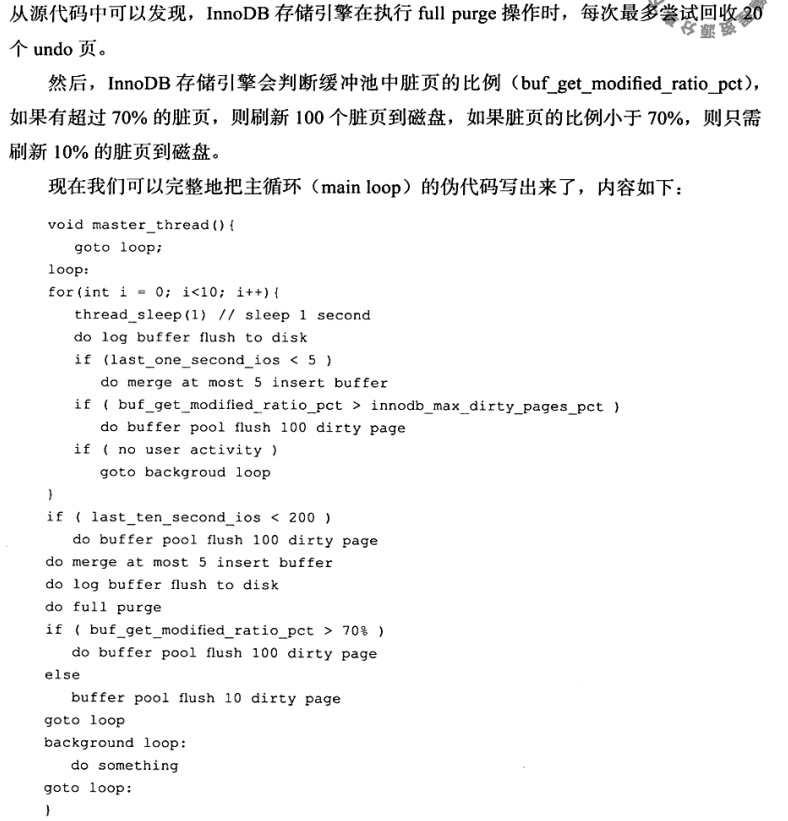 从源代码中可以发现，InnoDB 存储引擎在执行 full purge 操作时，每次最多尝试回收 20
个 undo 页。
然后，InnoDB 存储引擎会判断缓冲池中脏页的比例（buf_get_modified_ratio_pct），
如果有超过 70% 的脏页，则刷新 100 个脏页到磁盘，如果脏页的比例小于 70%，则只需
刷新 10% 的脏页到磁盘。
现在我们可以完整地把主循环（main loop）的伪代码写出来了，内容如下：
void master_thread(){
goto loop;
loop:
for(int i = 0; i<10; i++){
thread_sleep(1) // sleep 1 second
do log buffer flush to disk
if (last_one_second_ios < 5 )
do merge at most 5 insert buffer
if ( buf_get_modified_ratio_pct > innodb_max_dirty_pages_pct )
do buffer pool flush 100 dirty page
if ( no user activity )
goto backgroud loop
}
if ( last_ten_second_ios < 200 )
do buffer pool flush 100 dirty page
do merge at most 5 insert buffer
do log buffer flush to disk
do full purge
if ( buf_get_modified_ratio_pct > 70% )
do buffer pool flush 100 dirty page
else
buffer pool flush 10 dirty page
goto loop
background loop:
do something
goto loop:
}